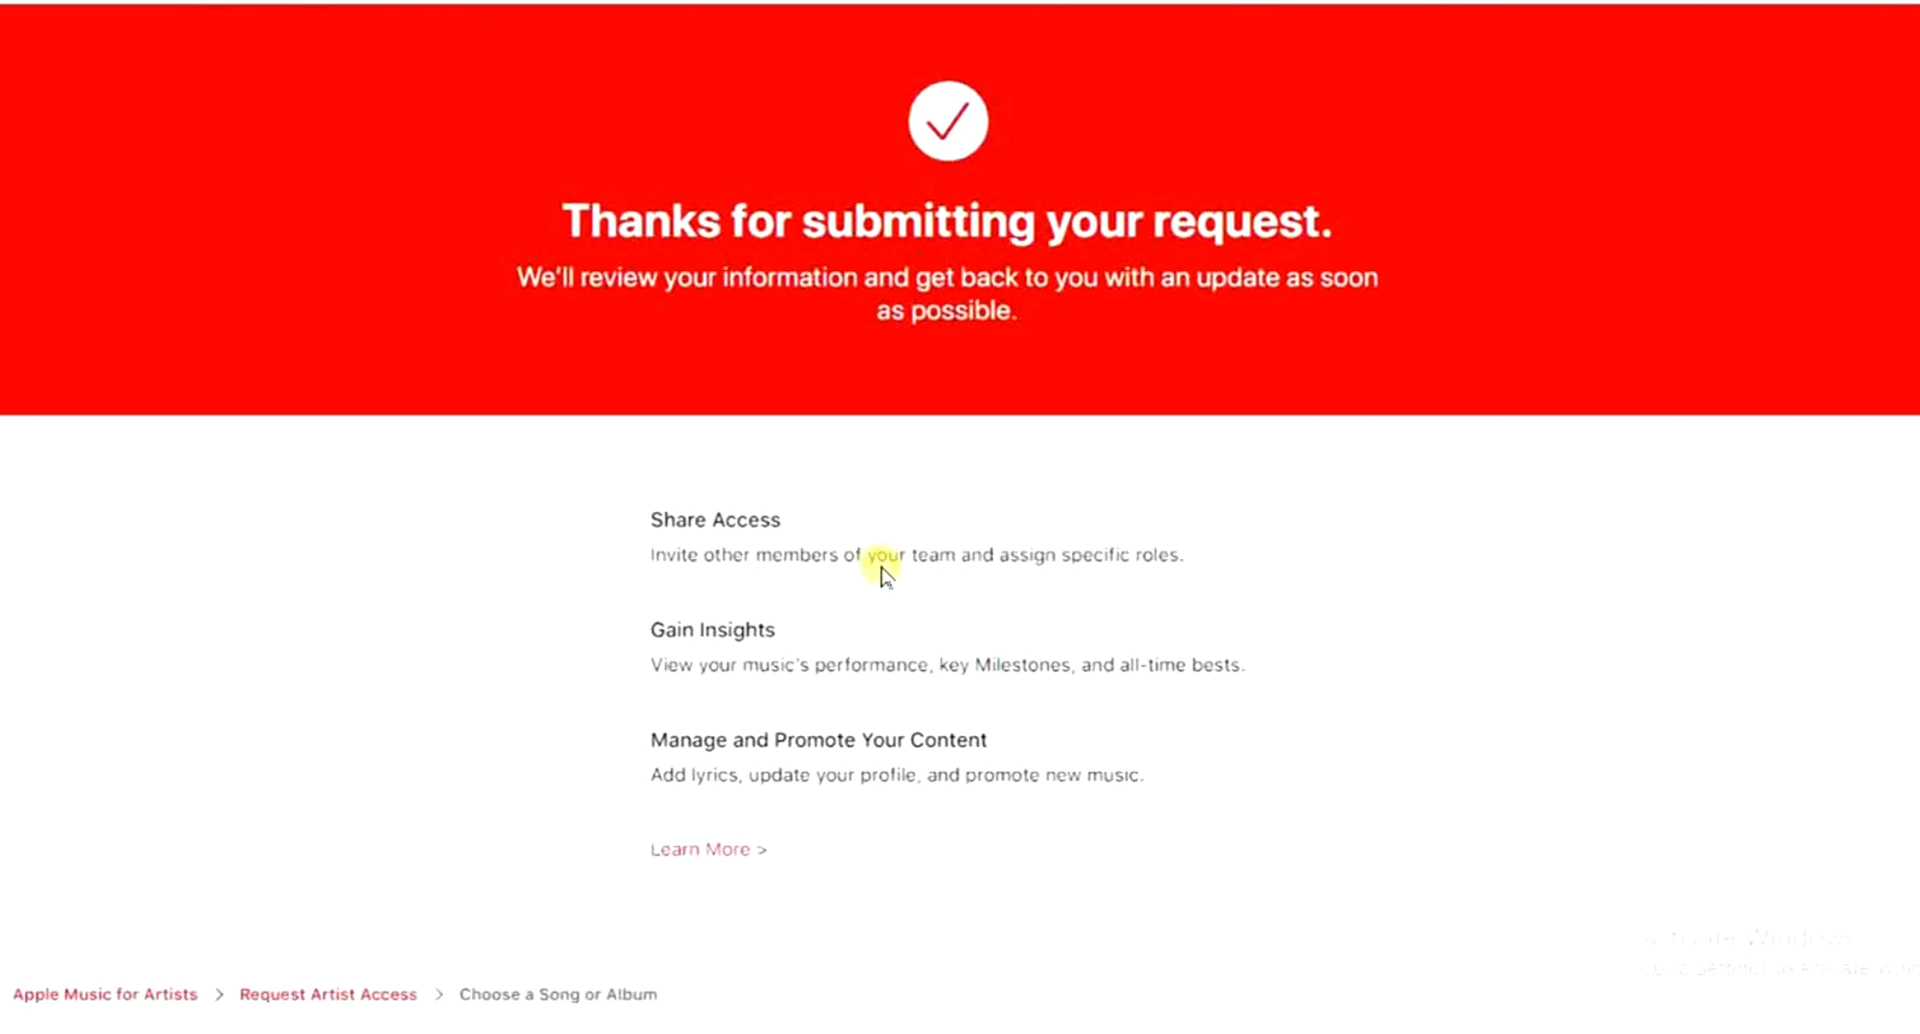 Thanks for submitting your request.
We'll review your information and get back to you with an update as soon
as possible.
Share Access
Invite other members of your team and assign specific roles.
Gain Insights
View your music's performance, key Milestones, and all-time bests.
Manage and Promote Your Content
Add lyrics, update your profile, and promote new music.
Learn More >
Apple Music for Artists > Request Artist Access > Choose a Song or Album